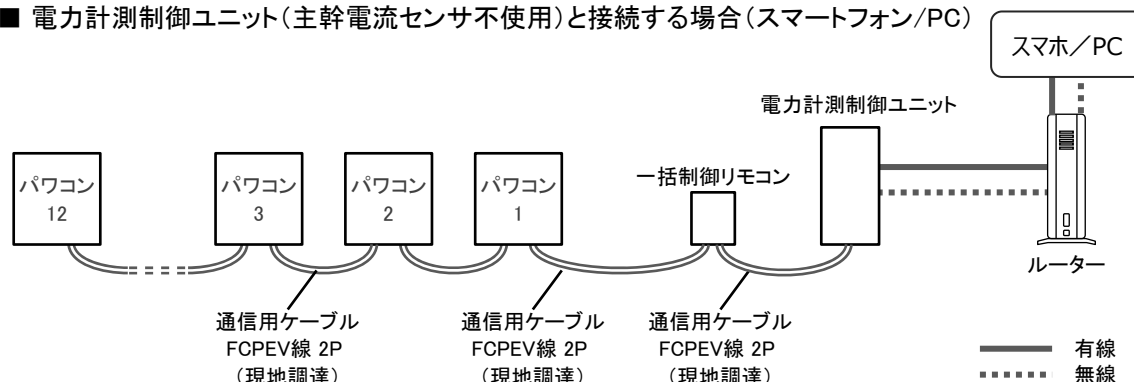 ■ 電力計測制御ユニット（主幹電流センサ不使用）と接続する場合（スマートフォン/PC）
スマホ／PC
電力計測制御ユニット
一括制御リモコン
パワコン
12
パワコン
3
パワコン
2
パワコン
1
ルーター
通信用ケーブル
FCPEV線 2P
（現地調達）
通信用ケーブル
FCPEV線 2P
（現地調達）
通信用ケーブル
FCPEV線 2P
（現地調達）
有線
無線